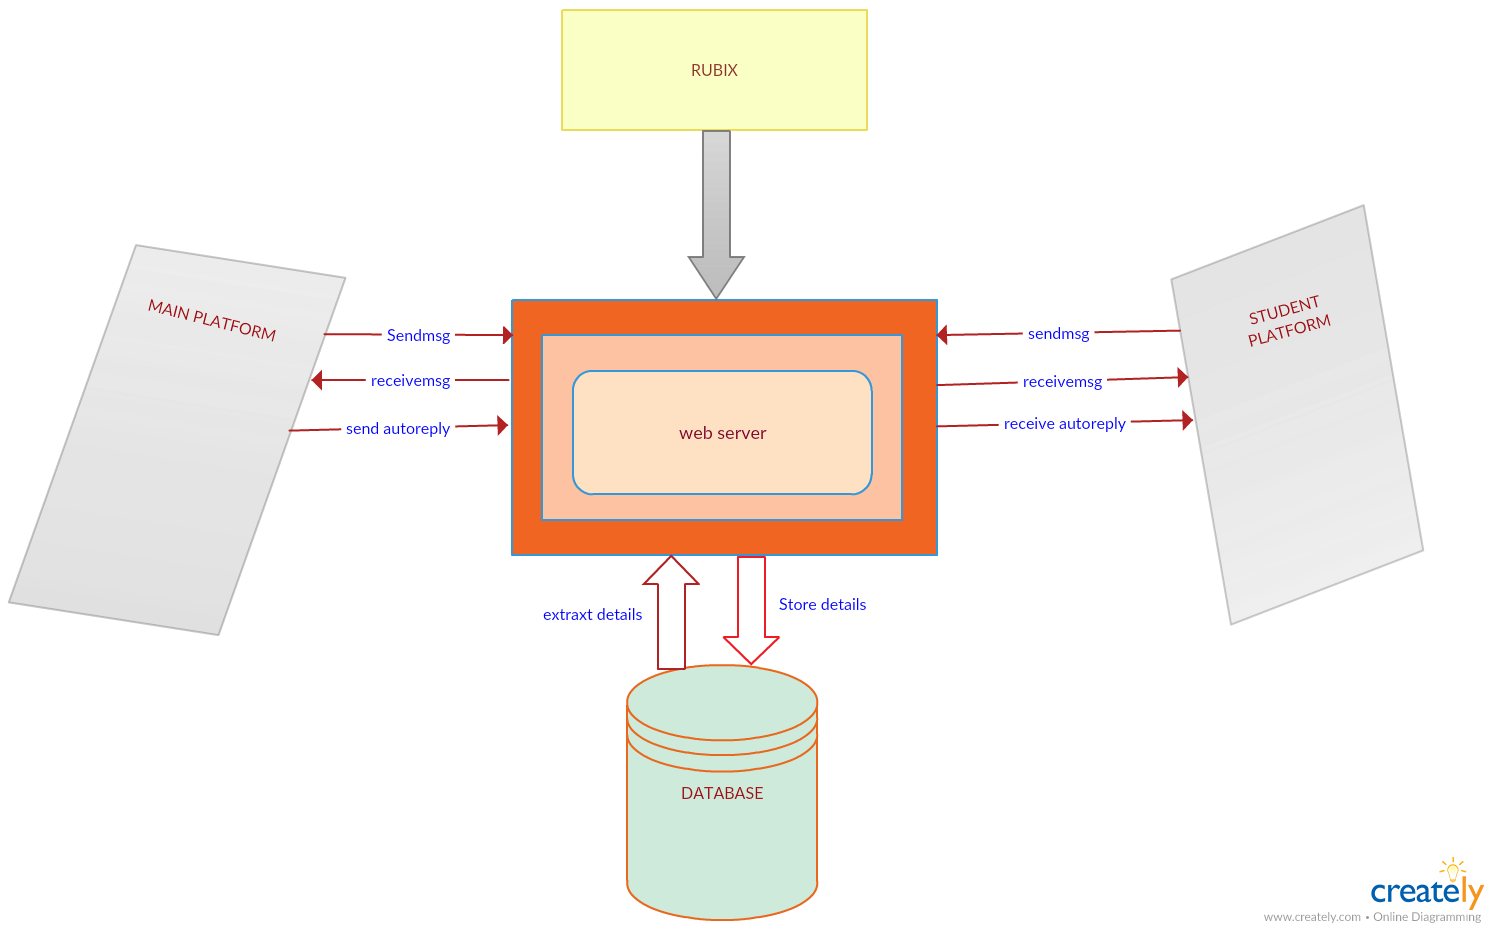 RUBIX
MAIN PLATFORM
STUDENT
PLATFORM
Sendmsg
sendmsg
receivemsg
receivemsg
send autoreply
receive autoreply
web server
extraxt details
Store details
DATABASE
creately
www.creately.com • Online Diagramming